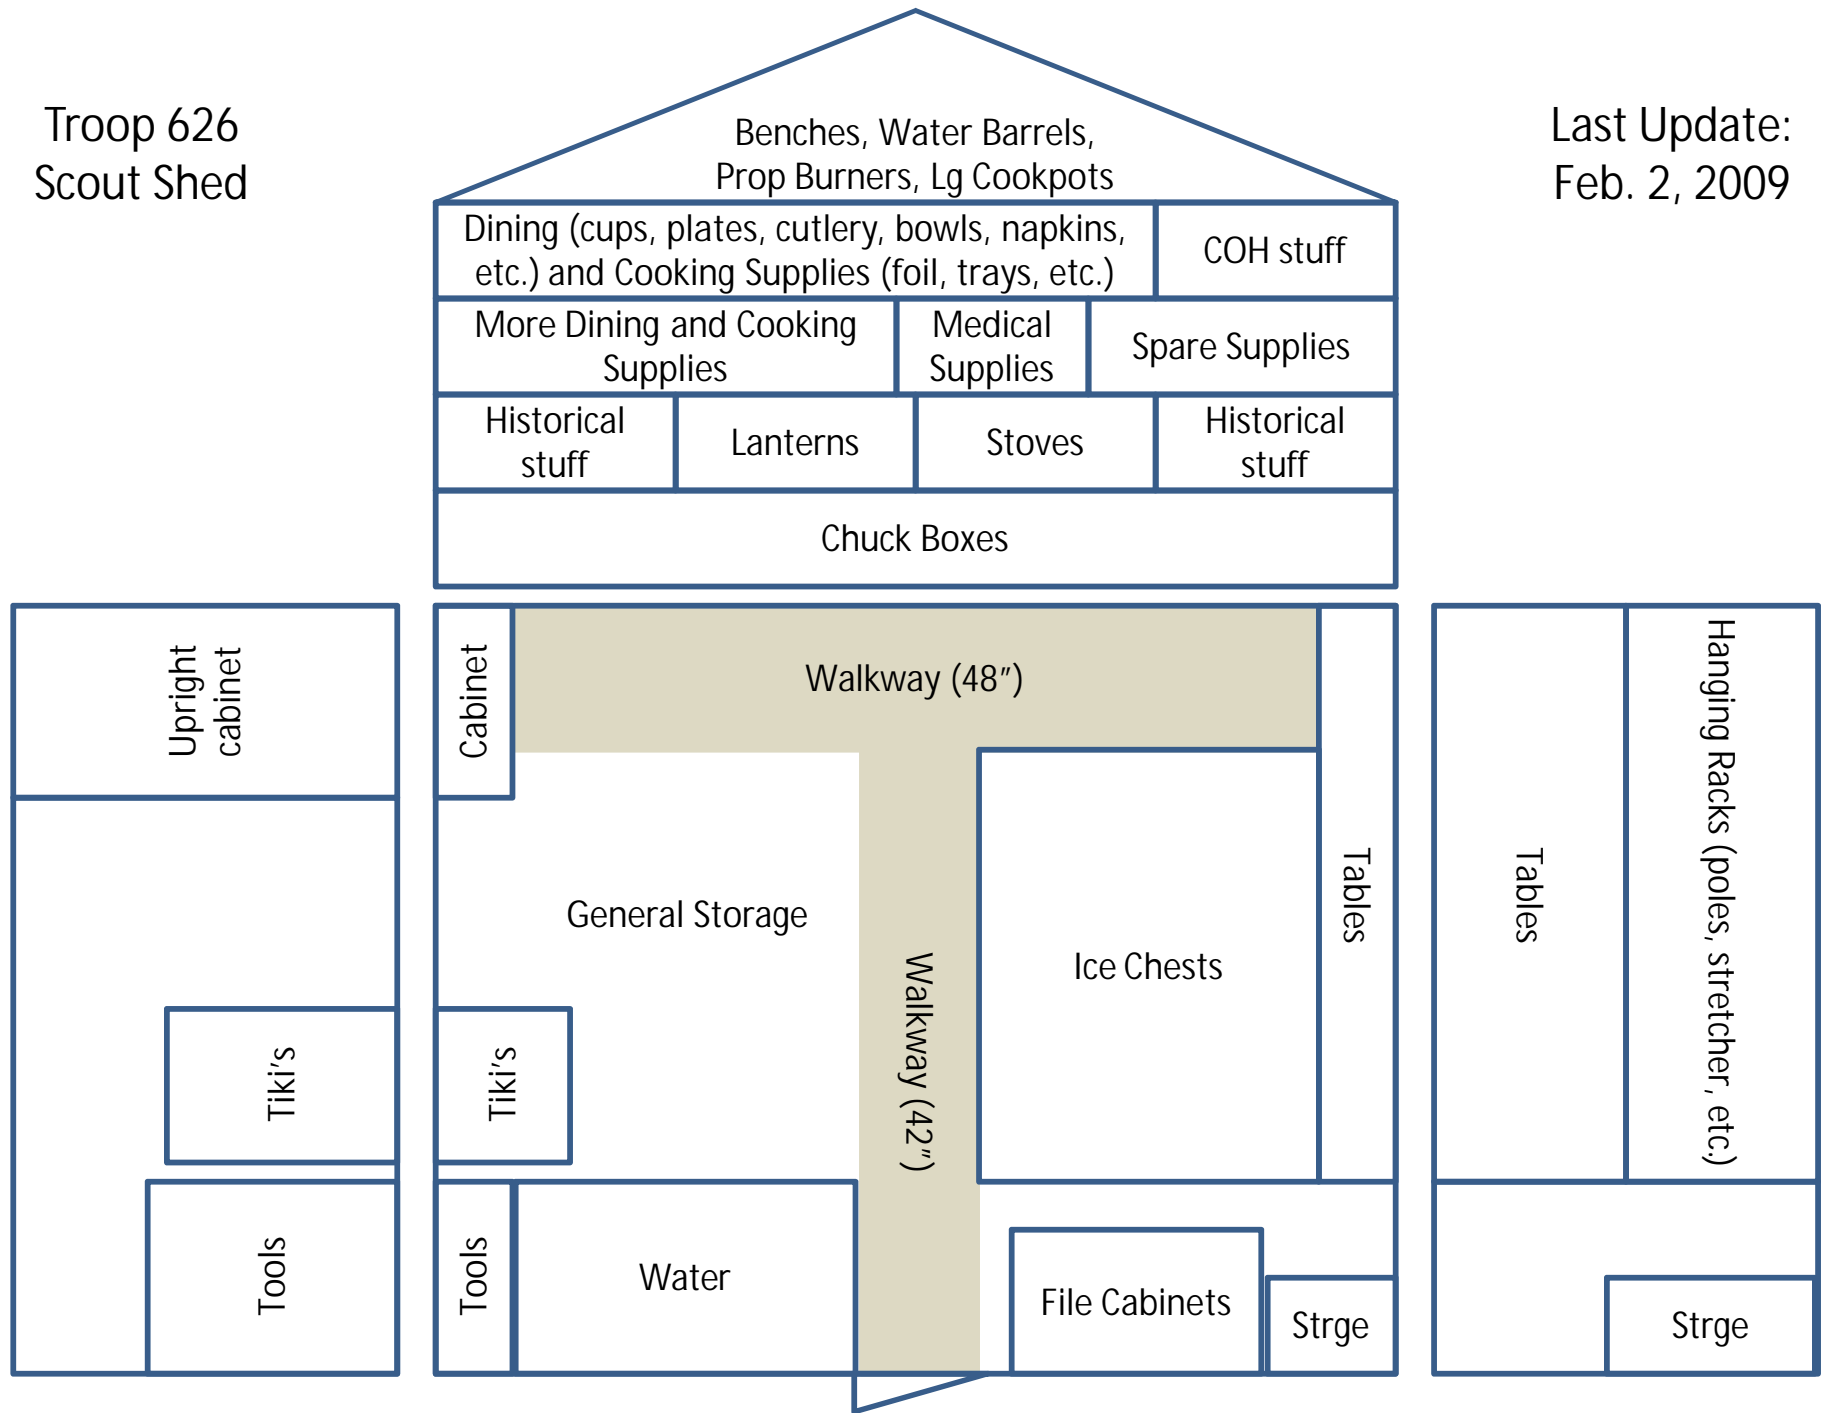 Troop 626
Scout Shed
Last Update:
Feb. 2, 2009
Benches, Water Barrels,
Prop Burners, Lg Cookpots
Dining (cups, plates, cutlery, bowls, napkins,
etc.) and Cooking Supplies (foil, trays, etc.)
COH stuff
More Dining and Cooking
Supplies
Medical
Supplies
Spare Supplies
Historical
stuff
Lanterns
Stoves
Historical
stuff
Chuck Boxes
Upright
cabinet
Tiki's
Tools
Cabinet
Walkway (48")
General Storage
Tiki's
Tools
Water
Walkway (42")
Ice Chests
Tables
File Cabinets
Strge
Tables
Hanging Racks (poles, stretcher, etc.)
Strge